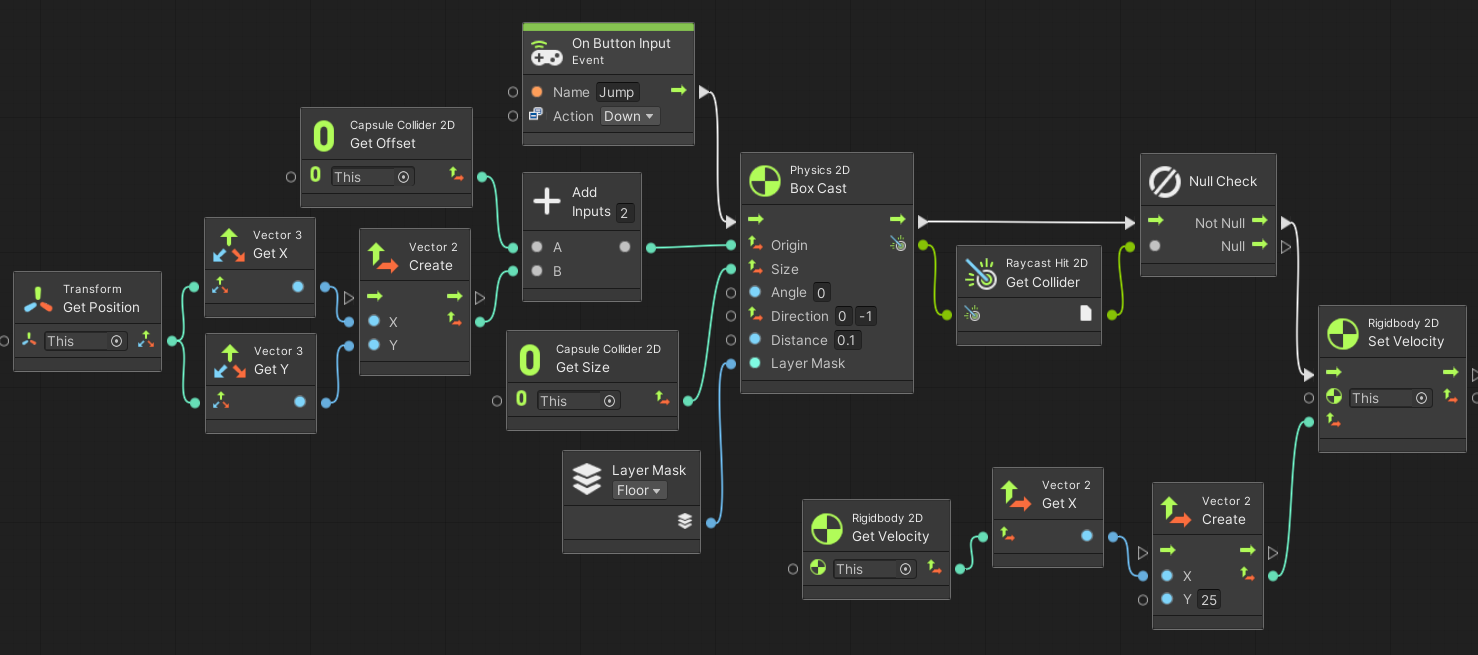 On Button Input
Event
Name Jump
Action Down
Capsule Collider 2D
Get Offset
This
Add
Inputs 2
A
B
Vector 3
Get X
Vector 2
Create
X
Y
Transform
Get Position
This
Vector 3
Get Y
Capsule Collider 2D
Get Size
This
Layer Mask
Floor
Physics 2D
Box Cast
Origin
Size
Angle 0
Direction 0 -1
Distance 0.1
Layer Mask
Raycast Hit 2D
Get Collider
Null Check
Not Null
Null
Rigidbody 2D
Set Velocity
This
Rigidbody 2D
Get Velocity
This
Vector 2
Get X
Vector 2
Create
X
Y 25